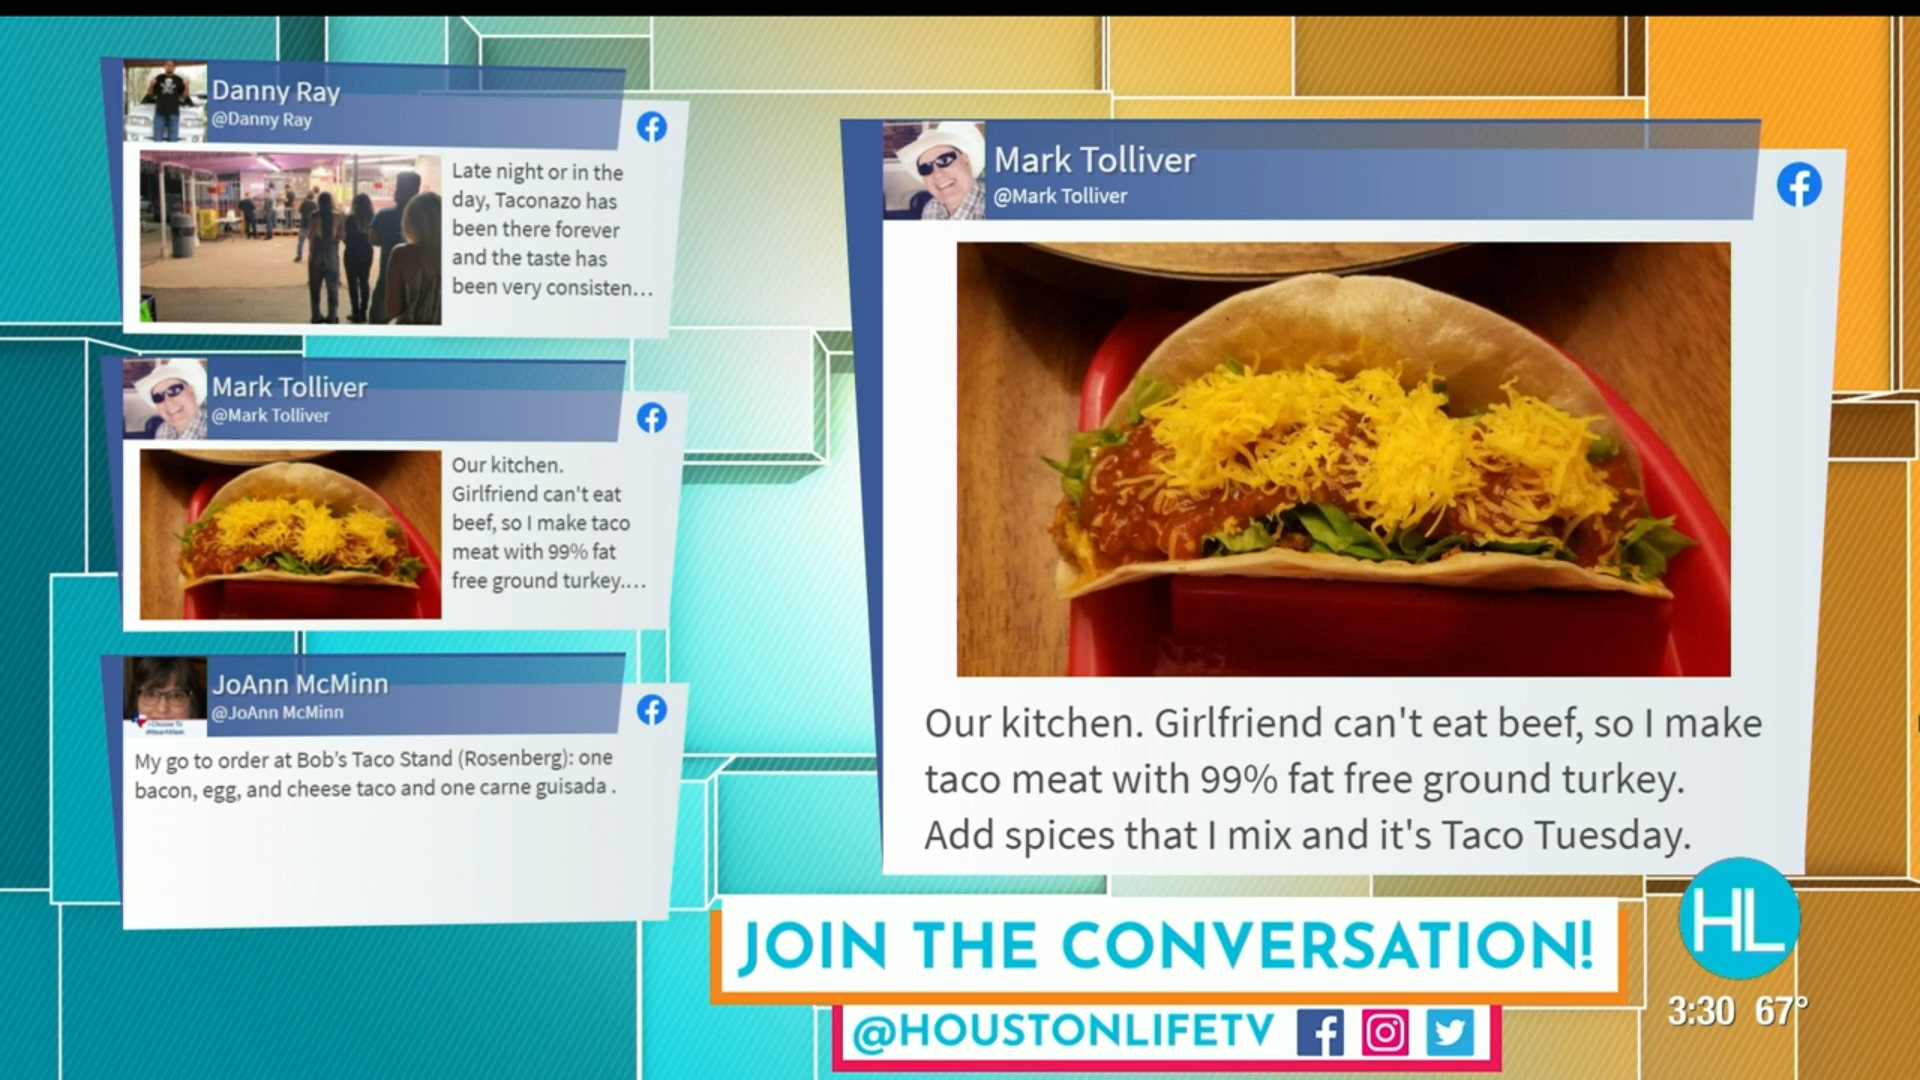 Danny Ray
@Danny Ray
Late night or in the
day, Taconazo has
been there forever
and the taste has
been very consisten...
Mark Tolliver
@Mark Tolliver
Our kitchen.
Girlfriend can't eat
beef, so I make taco
meat with 99% fat
free ground turkey....
JoAnn McMinn
@JoAnn McMinn
My go to order at Bob's Taco Stand (Rosenberg): one
bacon, egg, and cheese taco and one carne guisada .
Mark Tolliver
@Mark Tolliver
Our kitchen. Girlfriend can't eat beef, so I make
taco meat with 99% fat free ground turkey.
Add spices that I mix and it's Taco Tuesday.
JOIN THE CONVERSATION!
@HOUSTONLIFETV
HL
3:30 67°